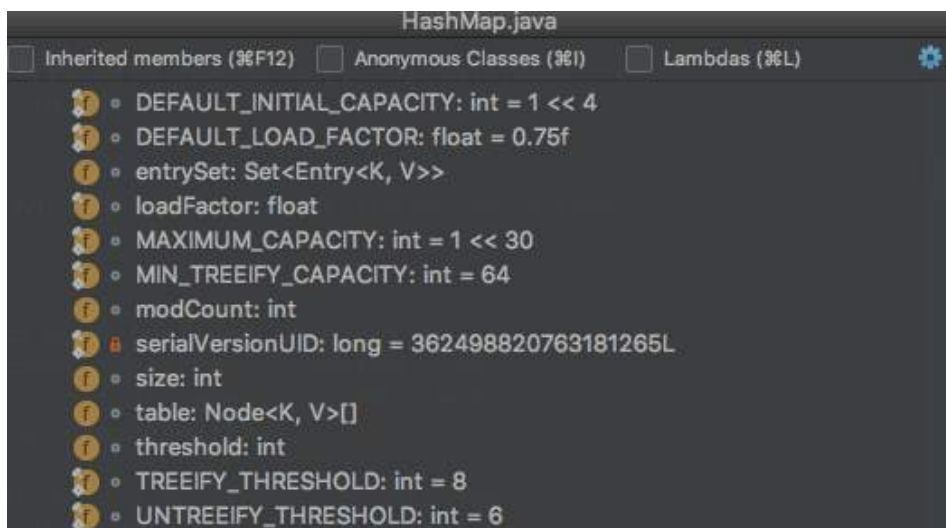 HashMap.java
Inherited members (⌘F12) Anonymous Classes (⌘I) Lambdas (⌘L)
DEFAULT_INITIAL_CAPACITY: int = 1 << 4
DEFAULT_LOAD_FACTOR: float = 0.75f
entrySet: Set<Entry<K, V>>
loadFactor: float
MAXIMUM_CAPACITY: int = 1 << 30
MIN_TREEIFY_CAPACITY: int = 64
modCount: int
serialVersionUID: long = 362498820763181265L
size: int
table: Node<K, V>[]
threshold: int
TREEIFY_THRESHOLD: int = 8
UNTREEIFY_THRESHOLD: int = 6